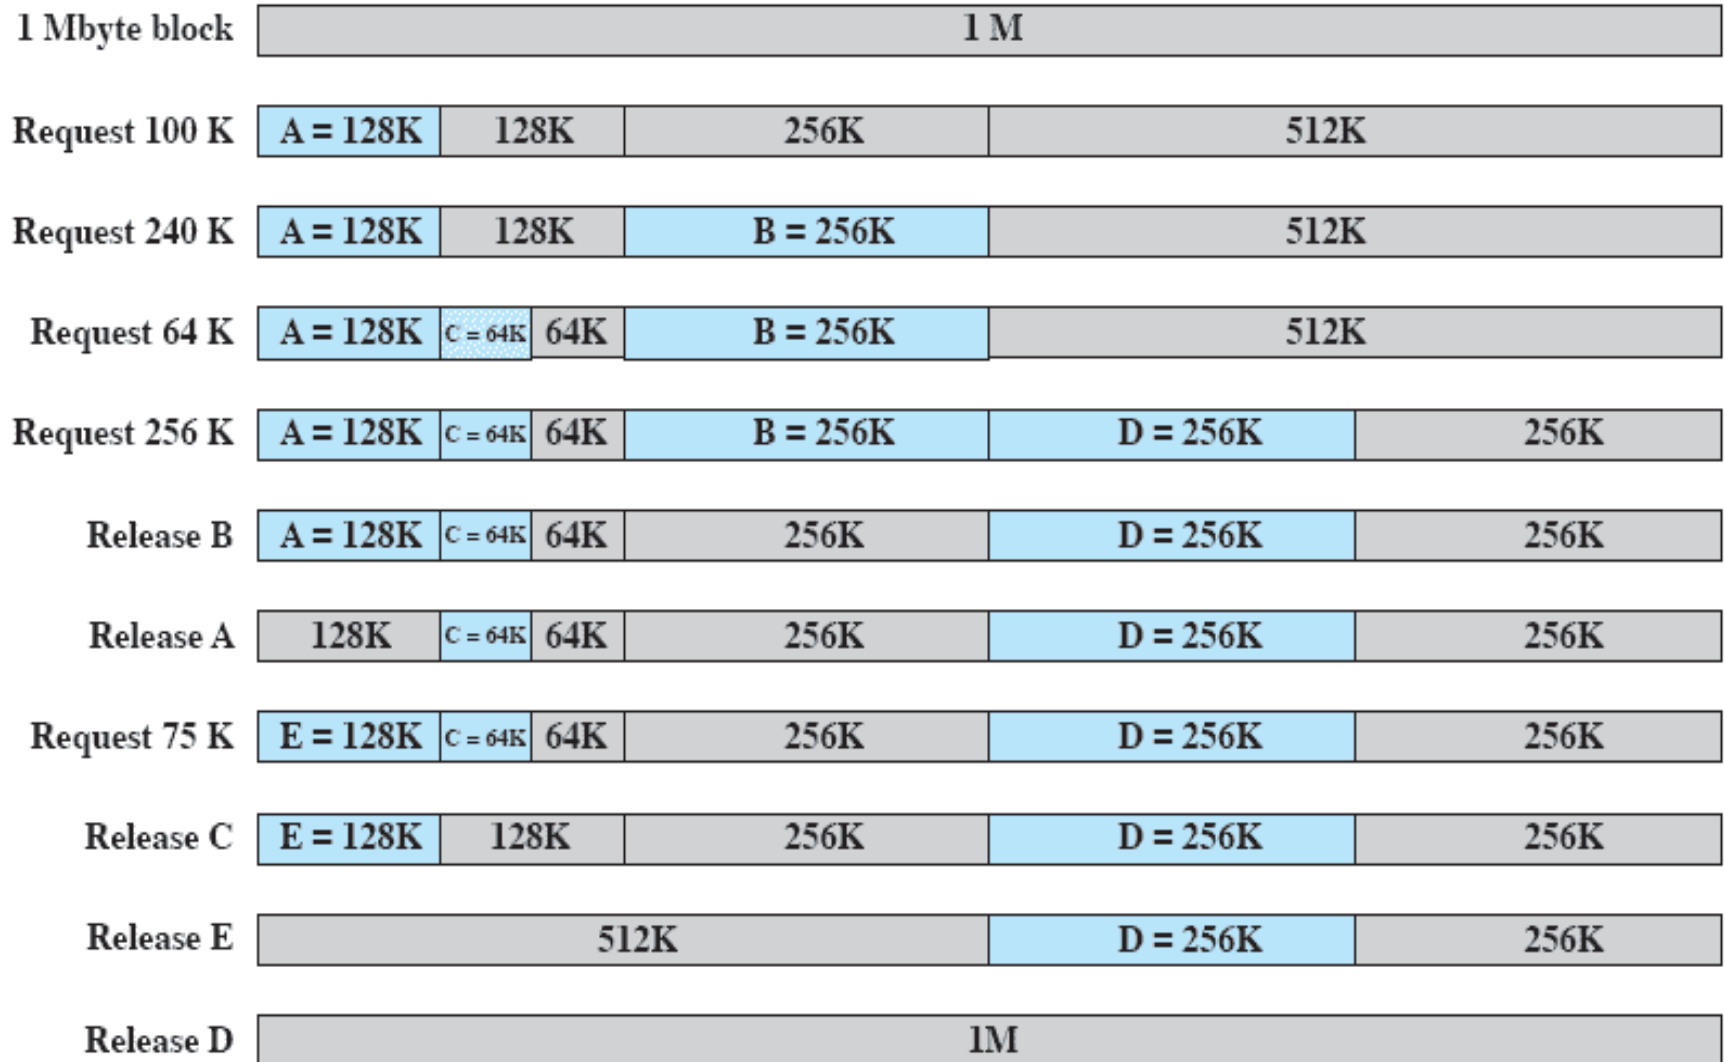 1 Mbyte block 1 M
Request 100 K A = 128K 128K 256K 512K
Request 240 K A = 128K 128K B = 256K 512K
Request 64 K A = 128K C = 64K 64K B = 256K 512K
Request 256 K A = 128K C = 64K 64K B = 256K D = 256K 256K
Release B A = 128K C = 64K 64K 256K D = 256K 256K
Release A 128K C = 64K 64K 256K D = 256K 256K
Request 75 K E = 128K C = 64K 64K 256K D = 256K 256K
Release C E = 128K 128K 256K D = 256K 256K
Release E 512K D = 256K 256K
Release D 1M